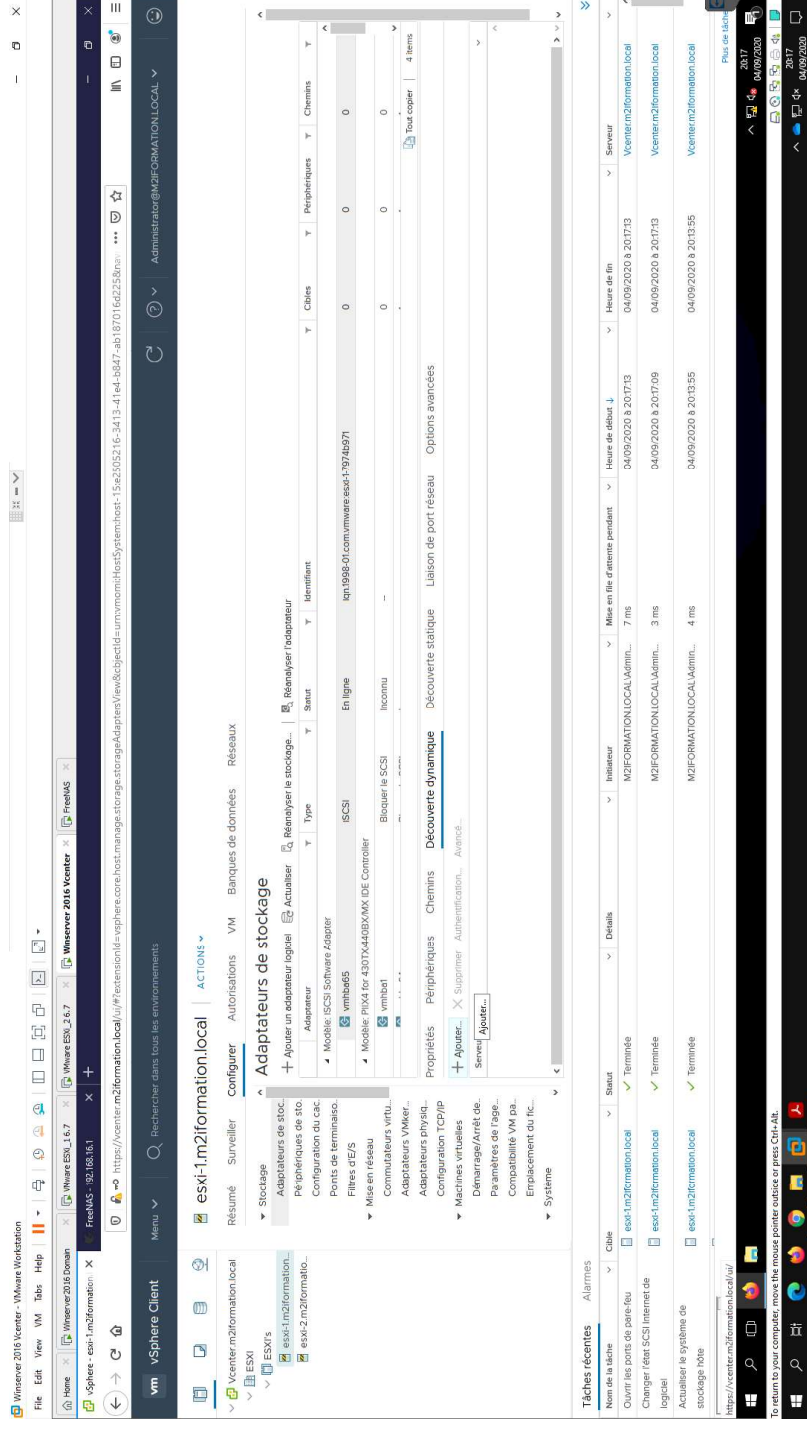 Winserver 2016 Vcenter - VMware Workstation
File Edit View VM Tabs Help
Home
Winserver2016 Domain
VMware ESXi_1 6.7
VMware ESXi_2 6.7
Winserver 2016 Vcenter
FreeNAS
vSphere - esxi-1.m2iformation
FreeNAS - 192.168.16.1
https://vcenter.m2iformation.local/ui/#?extensionId=vsphere.core.host.manage.storage.storageAdaptersView&objectId=urn:vmomi:HostSystem:host-15:e2505216-3413-41e4-b847-ab187016d225&nav
vm vSphere Client Menu Rechercher dans tous les environnements Administrator@M2IFORMATION.LOCAL
Vcenter.m2iformation.local
ESXI
ESXI's
esxi-1.m2iformation...
esxi-2.m2iformatio...
esxi-1.m2iformation.local ACTIONS
Résumé Surveiller Configurer Autorisations VM Banques de données Réseaux
Stockage
Adaptateurs de stoc...
Périphériques de sto...
Configuration du cac...
Ponts de terminaiso...
Filtres d'E/S
Mise en réseau
Commutateurs virtu...
Adaptateurs VMker...
Adaptateurs physiq...
Configuration TCP/IP
Machines virtuelles
Démarrage/Arrêt de...
Paramètres de l'age...
Compatibilité VM pa...
Emplacement du fic...
Système
Adaptateurs de stockage
+ Ajouter un adaptateur logiciel Actualiser Réanalyser le stockage... Réanalyser l'adaptateur
Adaptateur Type Statut Identifiant Cibles Périphériques Chemins
Modèle: iSCSI Software Adapter
vmhba65 iSCSI En ligne iqn.1998-01.com.vmware:esxi-1-7974b971 0 0 0
Modèle: PIIX4 for 430TX/440BX/MX IDE Controller
vmhba1 Bloquer le SCSI Inconnu -- 0 0 0
Tout copier 4 items
Propriétés Périphériques Chemins Découverte dynamique Découverte statique Liaison de port réseau Options avancées
+ Ajouter... Supprimer Authentification... Avancé...
Serveu
Ajouter...
Tâches récentes Alarmes
Nom de la tâche Cible Statut Détails Initiateur Mise en file d'attente pendant Heure de début ↓ Heure de fin Serveur
Ouvrir les ports de pare-feu esxi-1.m2iformation.local Terminée M2IFORMATION.LOCAL\Admin... 7 ms 04/09/2020 à 20:17:13 04/09/2020 à 20:17:13 Vcenter.m2iformation.local
Changer l'état SCSI Internet de logiciel esxi-1.m2iformation.local Terminée M2IFORMATION.LOCAL\Admin... 3 ms 04/09/2020 à 20:17:09 04/09/2020 à 20:17:13 Vcenter.m2iformation.local
Actualiser le système de stockage hôte esxi-1.m2iformation.local Terminée M2IFORMATION.LOCAL\Admin... 4 ms 04/09/2020 à 20:13:55 04/09/2020 à 20:13:55 Vcenter.m2iformation.local
Plus de tâche
https://vcenter.m2iformation.local/ui/
20:17
04/09/2020
To return to your computer, move the mouse pointer outside or press Ctrl+Alt.
20:17
04/09/2020